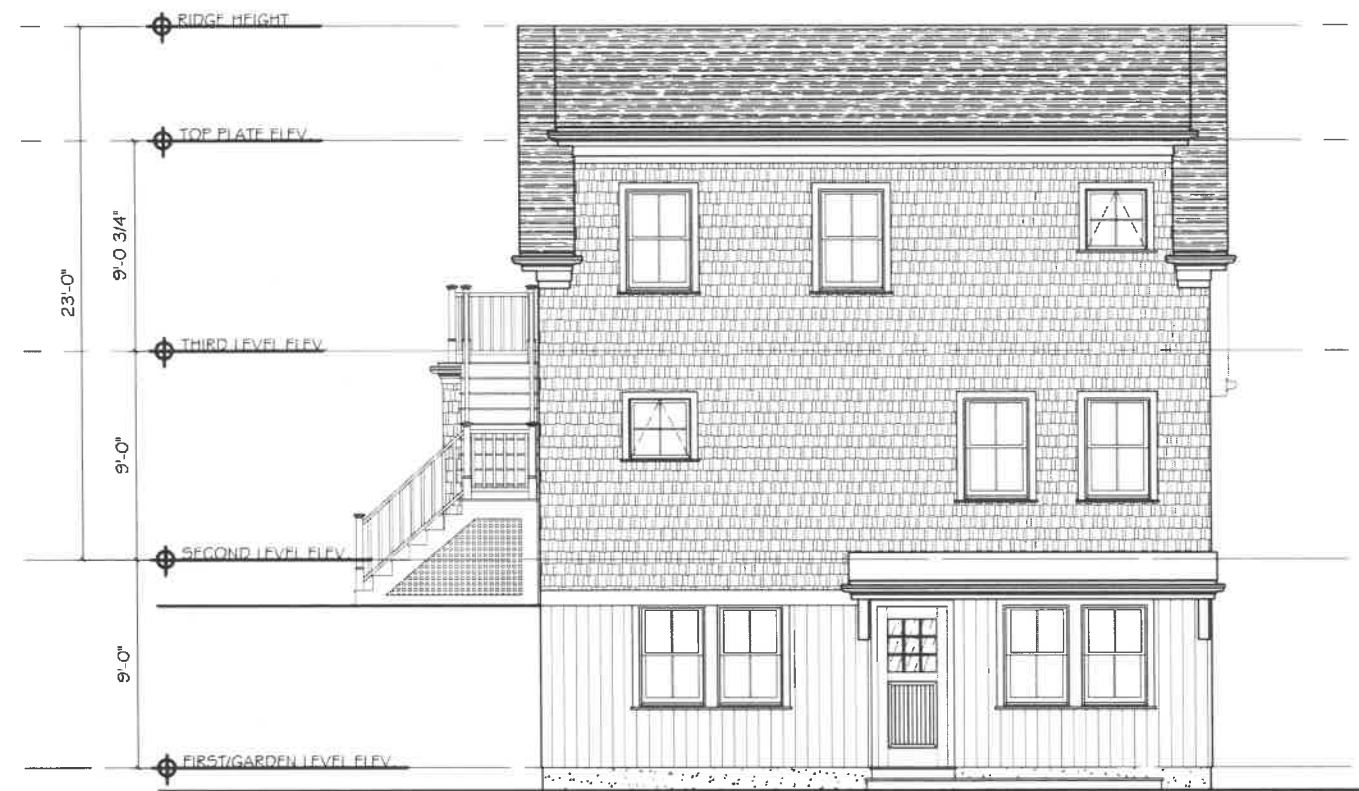 RIDGE HEIGHT
TOP PLATE ELEV.
9'-0 3/4"
23'-0"
THIRD LEVEL ELEV
9'-0"
SECOND LEVEL ELEV.
9'-0"
FIRST/GARDEN LEVEL ELEV.